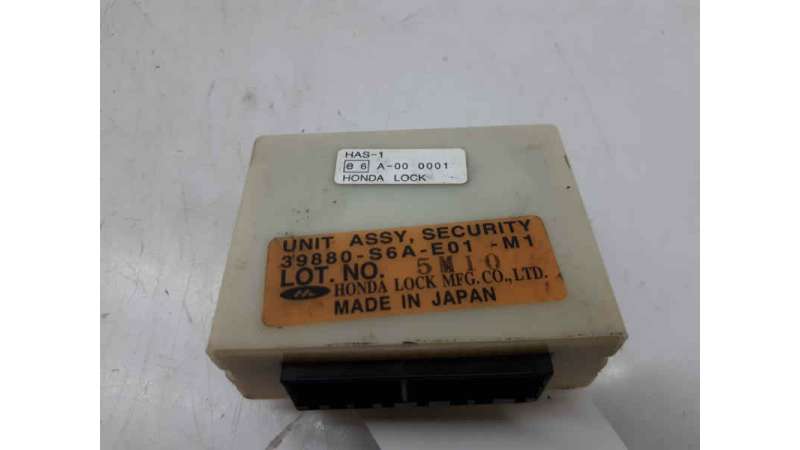 HAS-1
e6 A-00 0001
HONDA LOCK
UNIT ASSY, SECURITY
39880-S6A-E01 -M1
LOT. NO. 5M10
HONDA LOCK MFG. CO., LTD.
MADE IN JAPAN